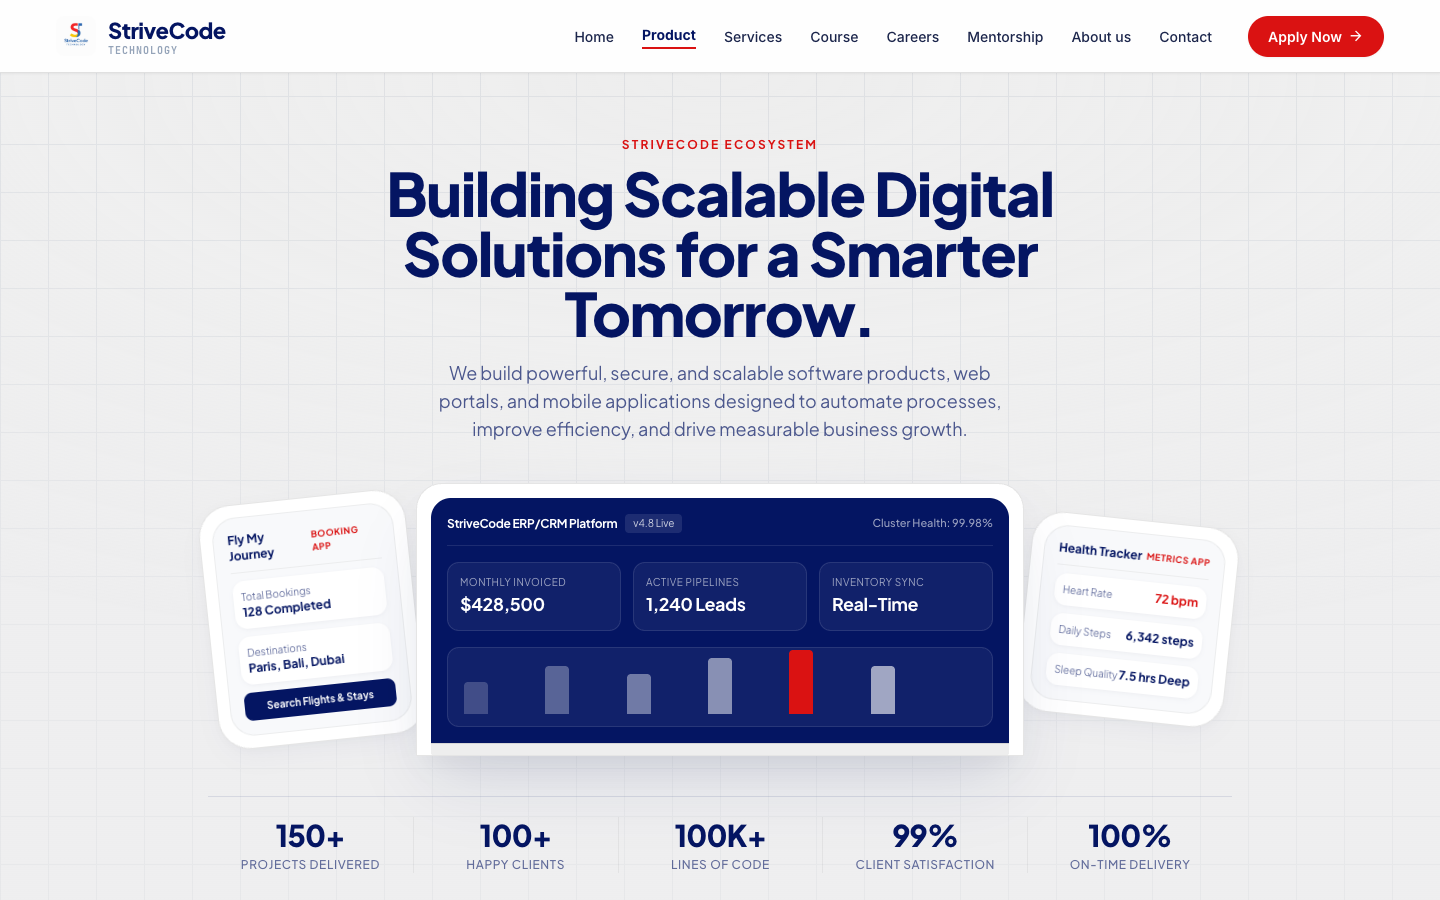 StriveCode
TECHNOLOGY
Home Product Services Course Careers Mentorship About us Contact Apply Now →
STRIVECODE ECOSYSTEM
Building Scalable Digital
Solutions for a Smarter
Tomorrow.
We build powerful, secure, and scalable software products, web
portals, and mobile applications designed to automate processes,
improve efficiency, and drive measurable business growth.
Fly My
Journey
BOOKING
APP
Total Bookings
128 Completed
Destinations
Paris, Bali, Dubai
Search Flights & Stays
StriveCode ERP/CRM Platform v4.8 Live Cluster Health: 99.98%
MONTHLY INVOICED
$428,500
ACTIVE PIPELINES
1,240 Leads
INVENTORY SYNC
Real-Time
Health Tracker METRICS APP
Heart Rate 72 bpm
Daily Steps 6,342 steps
Sleep Quality 7.5 hrs Deep
150+
PROJECTS DELIVERED
100+
HAPPY CLIENTS
100K+
LINES OF CODE
99%
CLIENT SATISFACTION
100%
ON-TIME DELIVERY